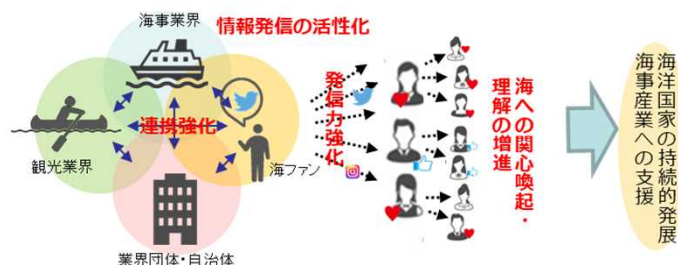 海事業界
情報発信の活性化
連携強化
観光業界
海ファン
業界団体・自治体
発信力強化
海への関心喚起・
理解の増進
海洋国家の持続的発展
海事産業への支援